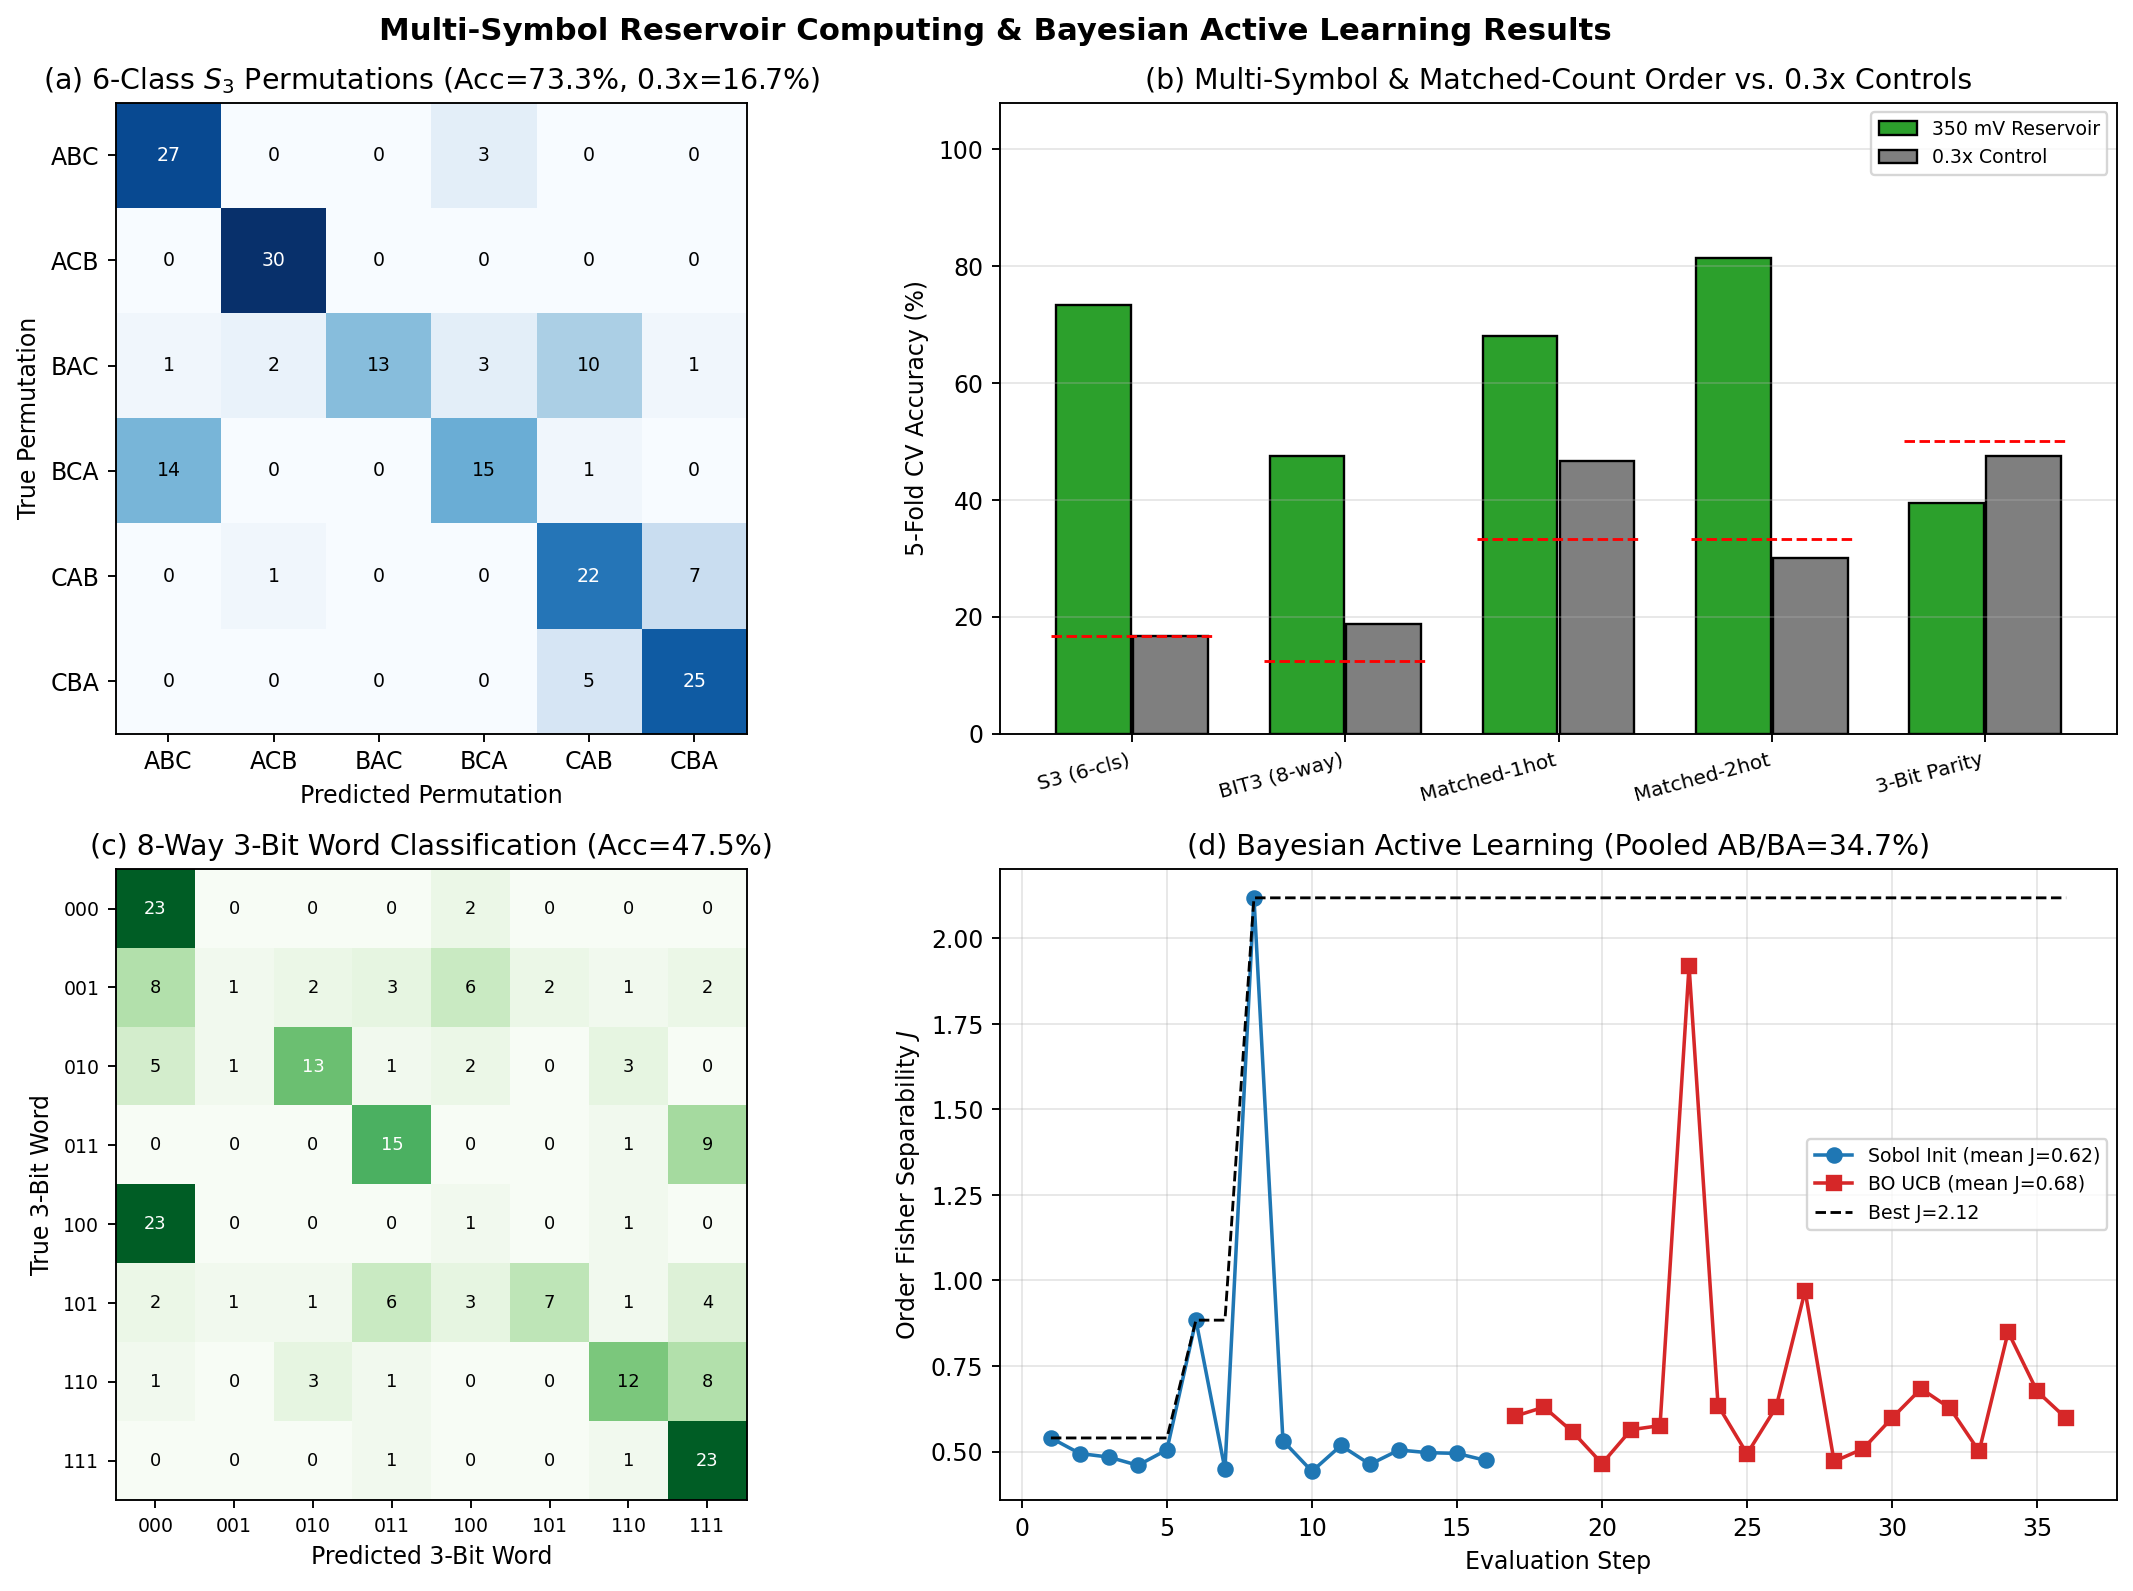 Multi-Symbol Reservoir Computing & Bayesian Active Learning Results
(a) 6-Class S3 Permutations (Acc=73.3%, 0.3x=16.7%)
True Permutation
ABC 27 0 0 3 0 0
ACB 0 30 0 0 0 0
BAC 1 2 13 3 10 1
BCA 14 0 0 15 1 0
CAB 0 1 0 0 22 7
CBA 0 0 0 0 5 25
ABC ACB BAC BCA CAB CBA
Predicted Permutation
(b) Multi-Symbol & Matched-Count Order vs. 0.3x Controls
5-Fold CV Accuracy (%)
100
80
60
40
20
0
350 mV Reservoir
0.3x Control
S3 (6-cls) BIT3 (8-way) Matched-1hot Matched-2hot 3-Bit Parity
(c) 8-Way 3-Bit Word Classification (Acc=47.5%)
True 3-Bit Word
000 23 0 0 0 2 0 0 0
001 8 1 2 3 6 2 1 2
010 5 1 13 1 2 0 3 0
011 0 0 0 15 0 0 1 9
100 23 0 0 0 1 0 1 0
101 2 1 1 6 3 7 1 4
110 1 0 3 1 0 0 12 8
111 0 0 0 1 0 0 1 23
000 001 010 011 100 101 110 111
Predicted 3-Bit Word
(d) Bayesian Active Learning (Pooled AB/BA=34.7%)
Order Fisher Separability J
2.00
1.75
1.50
1.25
1.00
0.75
0.50
Sobol Init (mean J=0.62)
BO UCB (mean J=0.68)
Best J=2.12
0 5 10 15 20 25 30 35
Evaluation Step